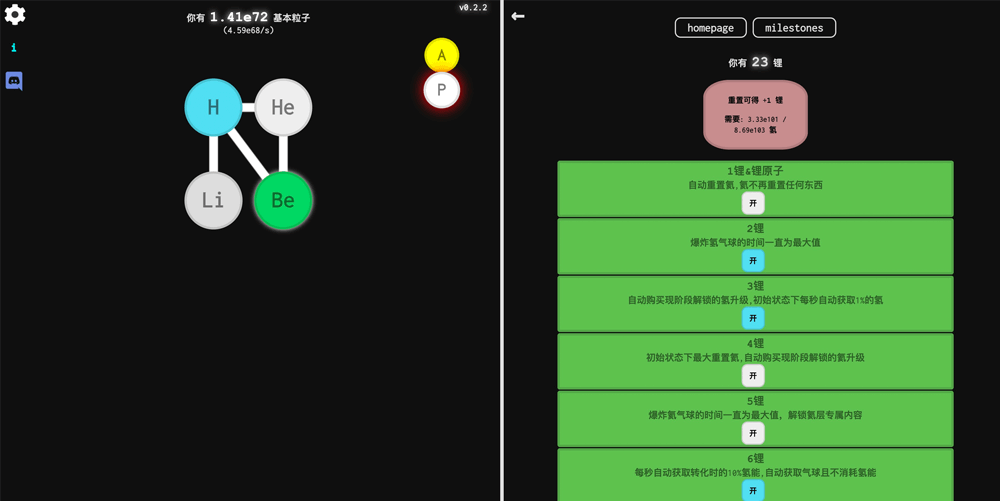 v0.2.2
你有 1.41e72 基本粒子
(4.59e68/s)
i
A
P
H
He
Li
Be
homepage
milestones
你有 23 锂
重置可得 +1 锂
需要: 3.33e101 /
8.69e103 氦
1锂&锂原子
自动重置氦,氦不再重置任何东西
开
2锂
爆炸氢气球的时间一直为最大值
开
3锂
自动购买现阶段解锁的氢升级,初始状态下每秒自动获取1%的氢
开
4锂
初始状态下最大重置氦,自动购买现阶段解锁的氦升级
开
5锂
爆炸氦气球的时间一直为最大值, 解锁氦层专属内容
开
6锂
每秒自动获取转化时的10%氢能,自动获取气球且不消耗氢能
开